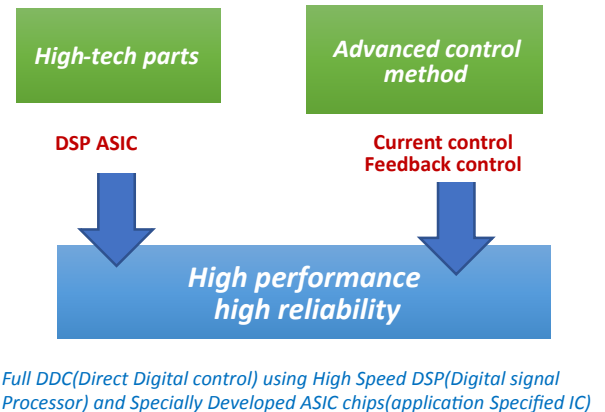 High-tech parts
Advanced control
method
DSP ASIC
Current control
Feedback control
High performance
high reliability
Full DDC(Direct Digital control) using High Speed DSP(Digital signal
Processor) and Specially Developed ASIC chips(application Specified IC)